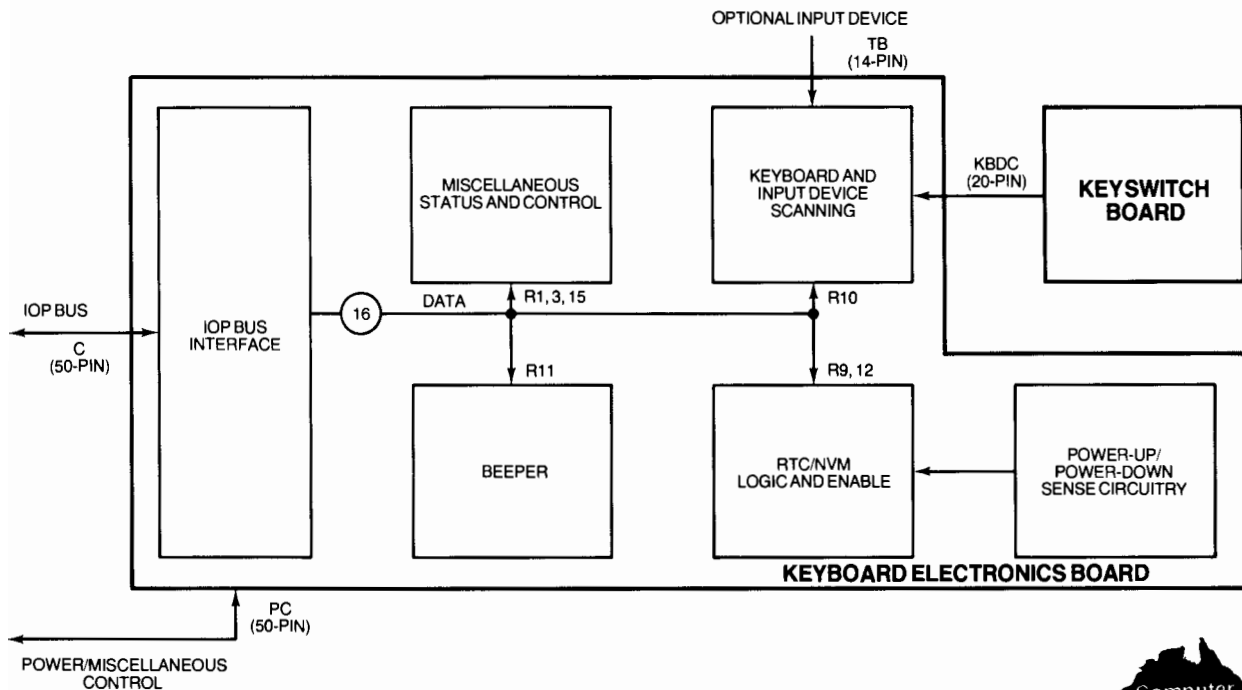 OPTIONAL INPUT DEVICE
TB
(14-PIN)
MISCELLANEOUS
STATUS AND CONTROL
KEYBOARD AND
INPUT DEVICE
SCANNING
KBDC
(20-PIN)
KEYSWITCH
BOARD
IOP BUS
C
(50-PIN)
IOP BUS
INTERFACE
16
DATA
R1, 3, 15
R10
R11
R9, 12
BEEPER
RTC/NVM
LOGIC AND ENABLE
POWER-UP/
POWER-DOWN
SENSE CIRCUITRY
KEYBOARD ELECTRONICS BOARD
PC
(50-PIN)
POWER/MISCELLANEOUS
CONTROL
Computer